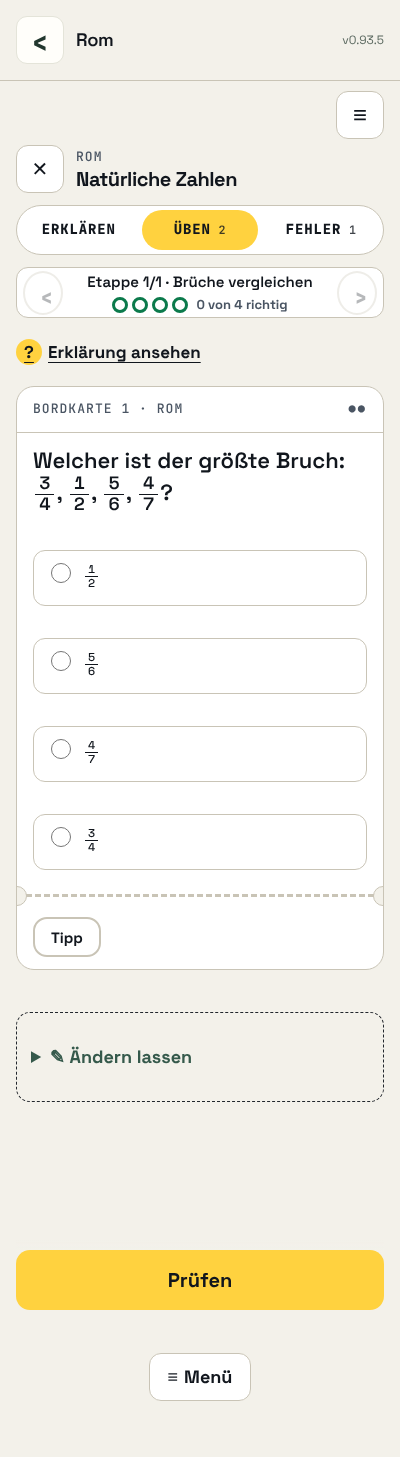 < Rom v0.93.5
≡
✕ ROM
Natürliche Zahlen
ERKLÄREN ÜBEN 2 FEHLER 1
< Etappe 1/1 · Brüche vergleichen >
0 von 4 richtig
? Erklärung ansehen
BORDKARTE 1 · ROM ●●
Welcher ist der größte Bruch:
3/4, 1/2, 5/6, 4/7?
1/2
5/6
4/7
3/4
Tipp
▶ ✎ Ändern lassen
Prüfen
≡ Menü